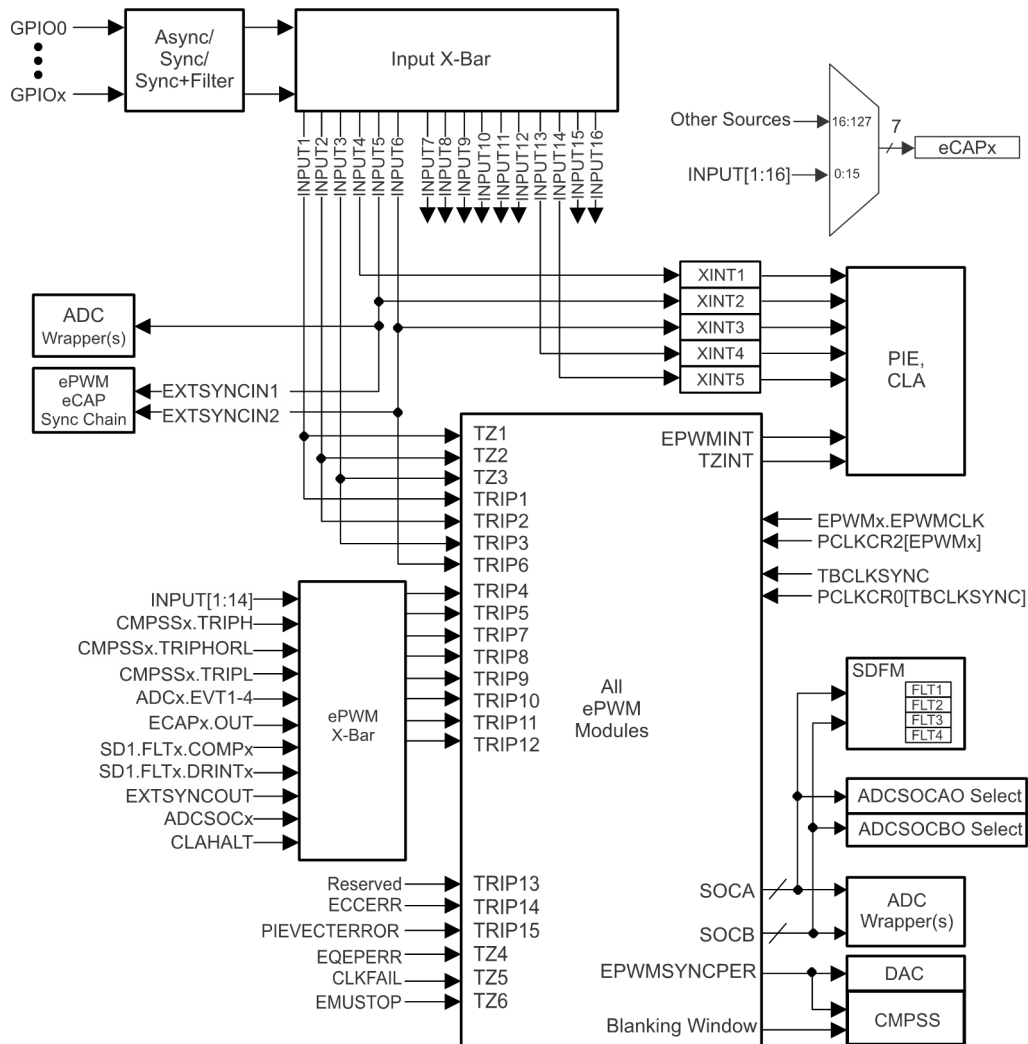 GPIO0
GPIOx
Async/
Sync/
Sync+Filter
Input X-Bar
INPUT1
INPUT2
INPUT3
INPUT4
INPUT5
INPUT6
INPUT7
INPUT8
INPUT9
INPUT10
INPUT11
INPUT12
INPUT13
INPUT14
INPUT15
INPUT16
Other Sources
INPUT[1:16]
16:127
0:15
7
eCAPx
XINT1
XINT2
XINT3
XINT4
XINT5
PIE,
CLA
ADC
Wrapper(s)
ePWM
eCAP
Sync Chain
EXTSYNCIN1
EXTSYNCIN2
TZ1
TZ2
TZ3
TRIP1
TRIP2
TRIP3
TRIP6
TRIP4
TRIP5
TRIP7
TRIP8
TRIP9
TRIP10
TRIP11
TRIP12
EPWMINT
TZINT
EPWMx.EPWMCLK
PCLKCR2[EPWMx]
TBCLKSYNC
PCLKCR0[TBCLKSYNC]
INPUT[1:14]
CMPSSx.TRIPH
CMPSSx.TRIPHORL
CMPSSx.TRIPL
ADCx.EVT1-4
ECAPx.OUT
SD1.FLTx.COMPx
SD1.FLTx.DRINTx
EXTSYNCOUT
ADCSOCx
CLAHALT
ePWM
X-Bar
All
ePWM
Modules
SDFM
FLT1
FLT2
FLT3
FLT4
ADCSOCAO Select
ADCSOCBO Select
Reserved
ECCERR
PIEVECTERROR
EQEPERR
CLKFAIL
EMUSTOP
TRIP13
TRIP14
TRIP15
TZ4
TZ5
TZ6
SOCA
SOCB
EPWMSYNCPER
Blanking Window
ADC
Wrapper(s)
DAC
CMPSS